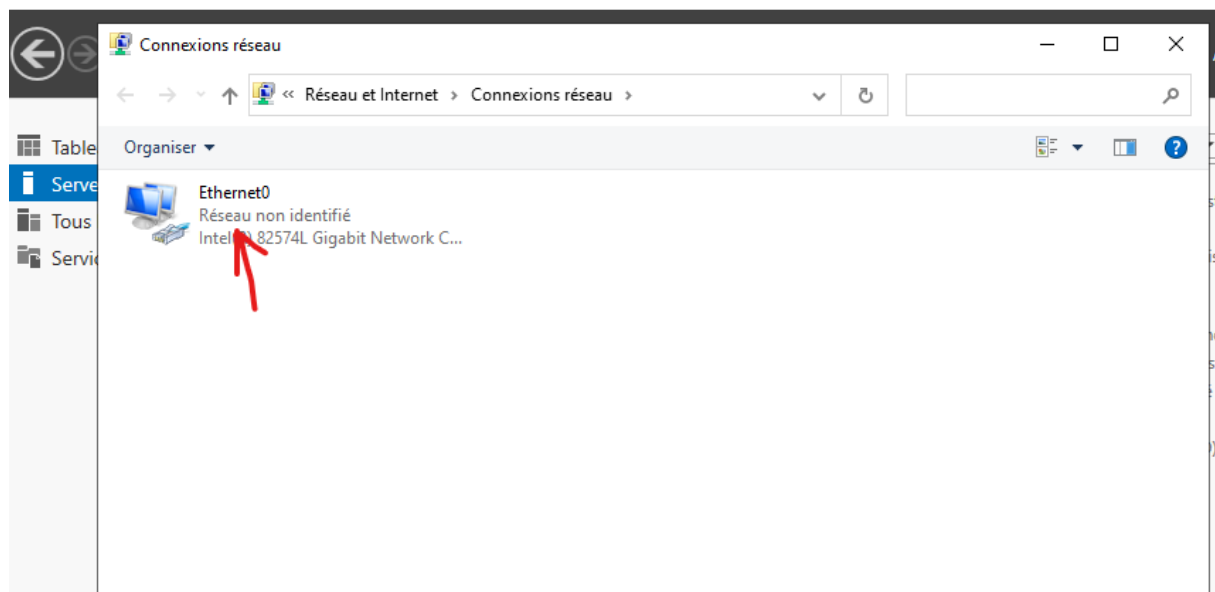 Connexions réseau
« Réseau et Internet > Connexions réseau >
Organiser
Table
Serve
Tous
Servic
Ethernet0
Réseau non identifié
82574L Gigabit Network C...